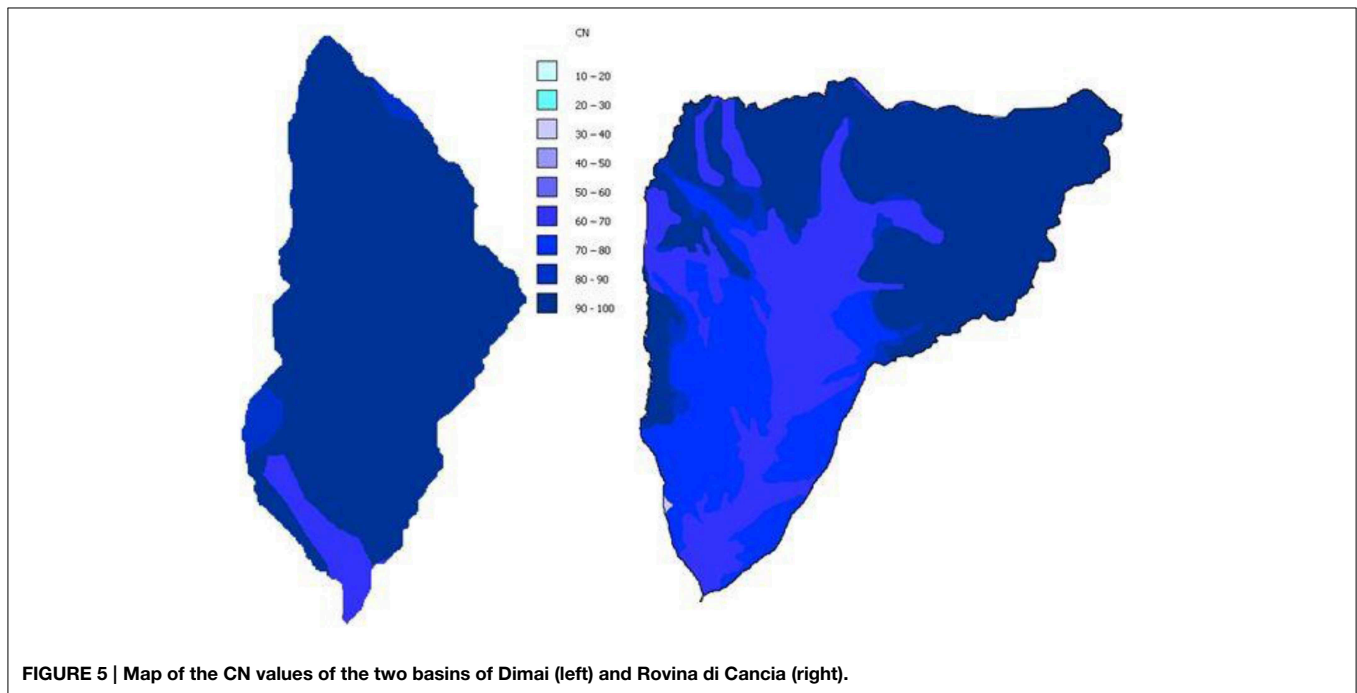 CN
10 – 20
20 – 30
30 – 40
40 – 50
50 – 60
60 – 70
70 – 80
80 – 90
90 - 100
FIGURE 5 | Map of the CN values of the two basins of Dimai (left) and Rovina di Cancia (right).